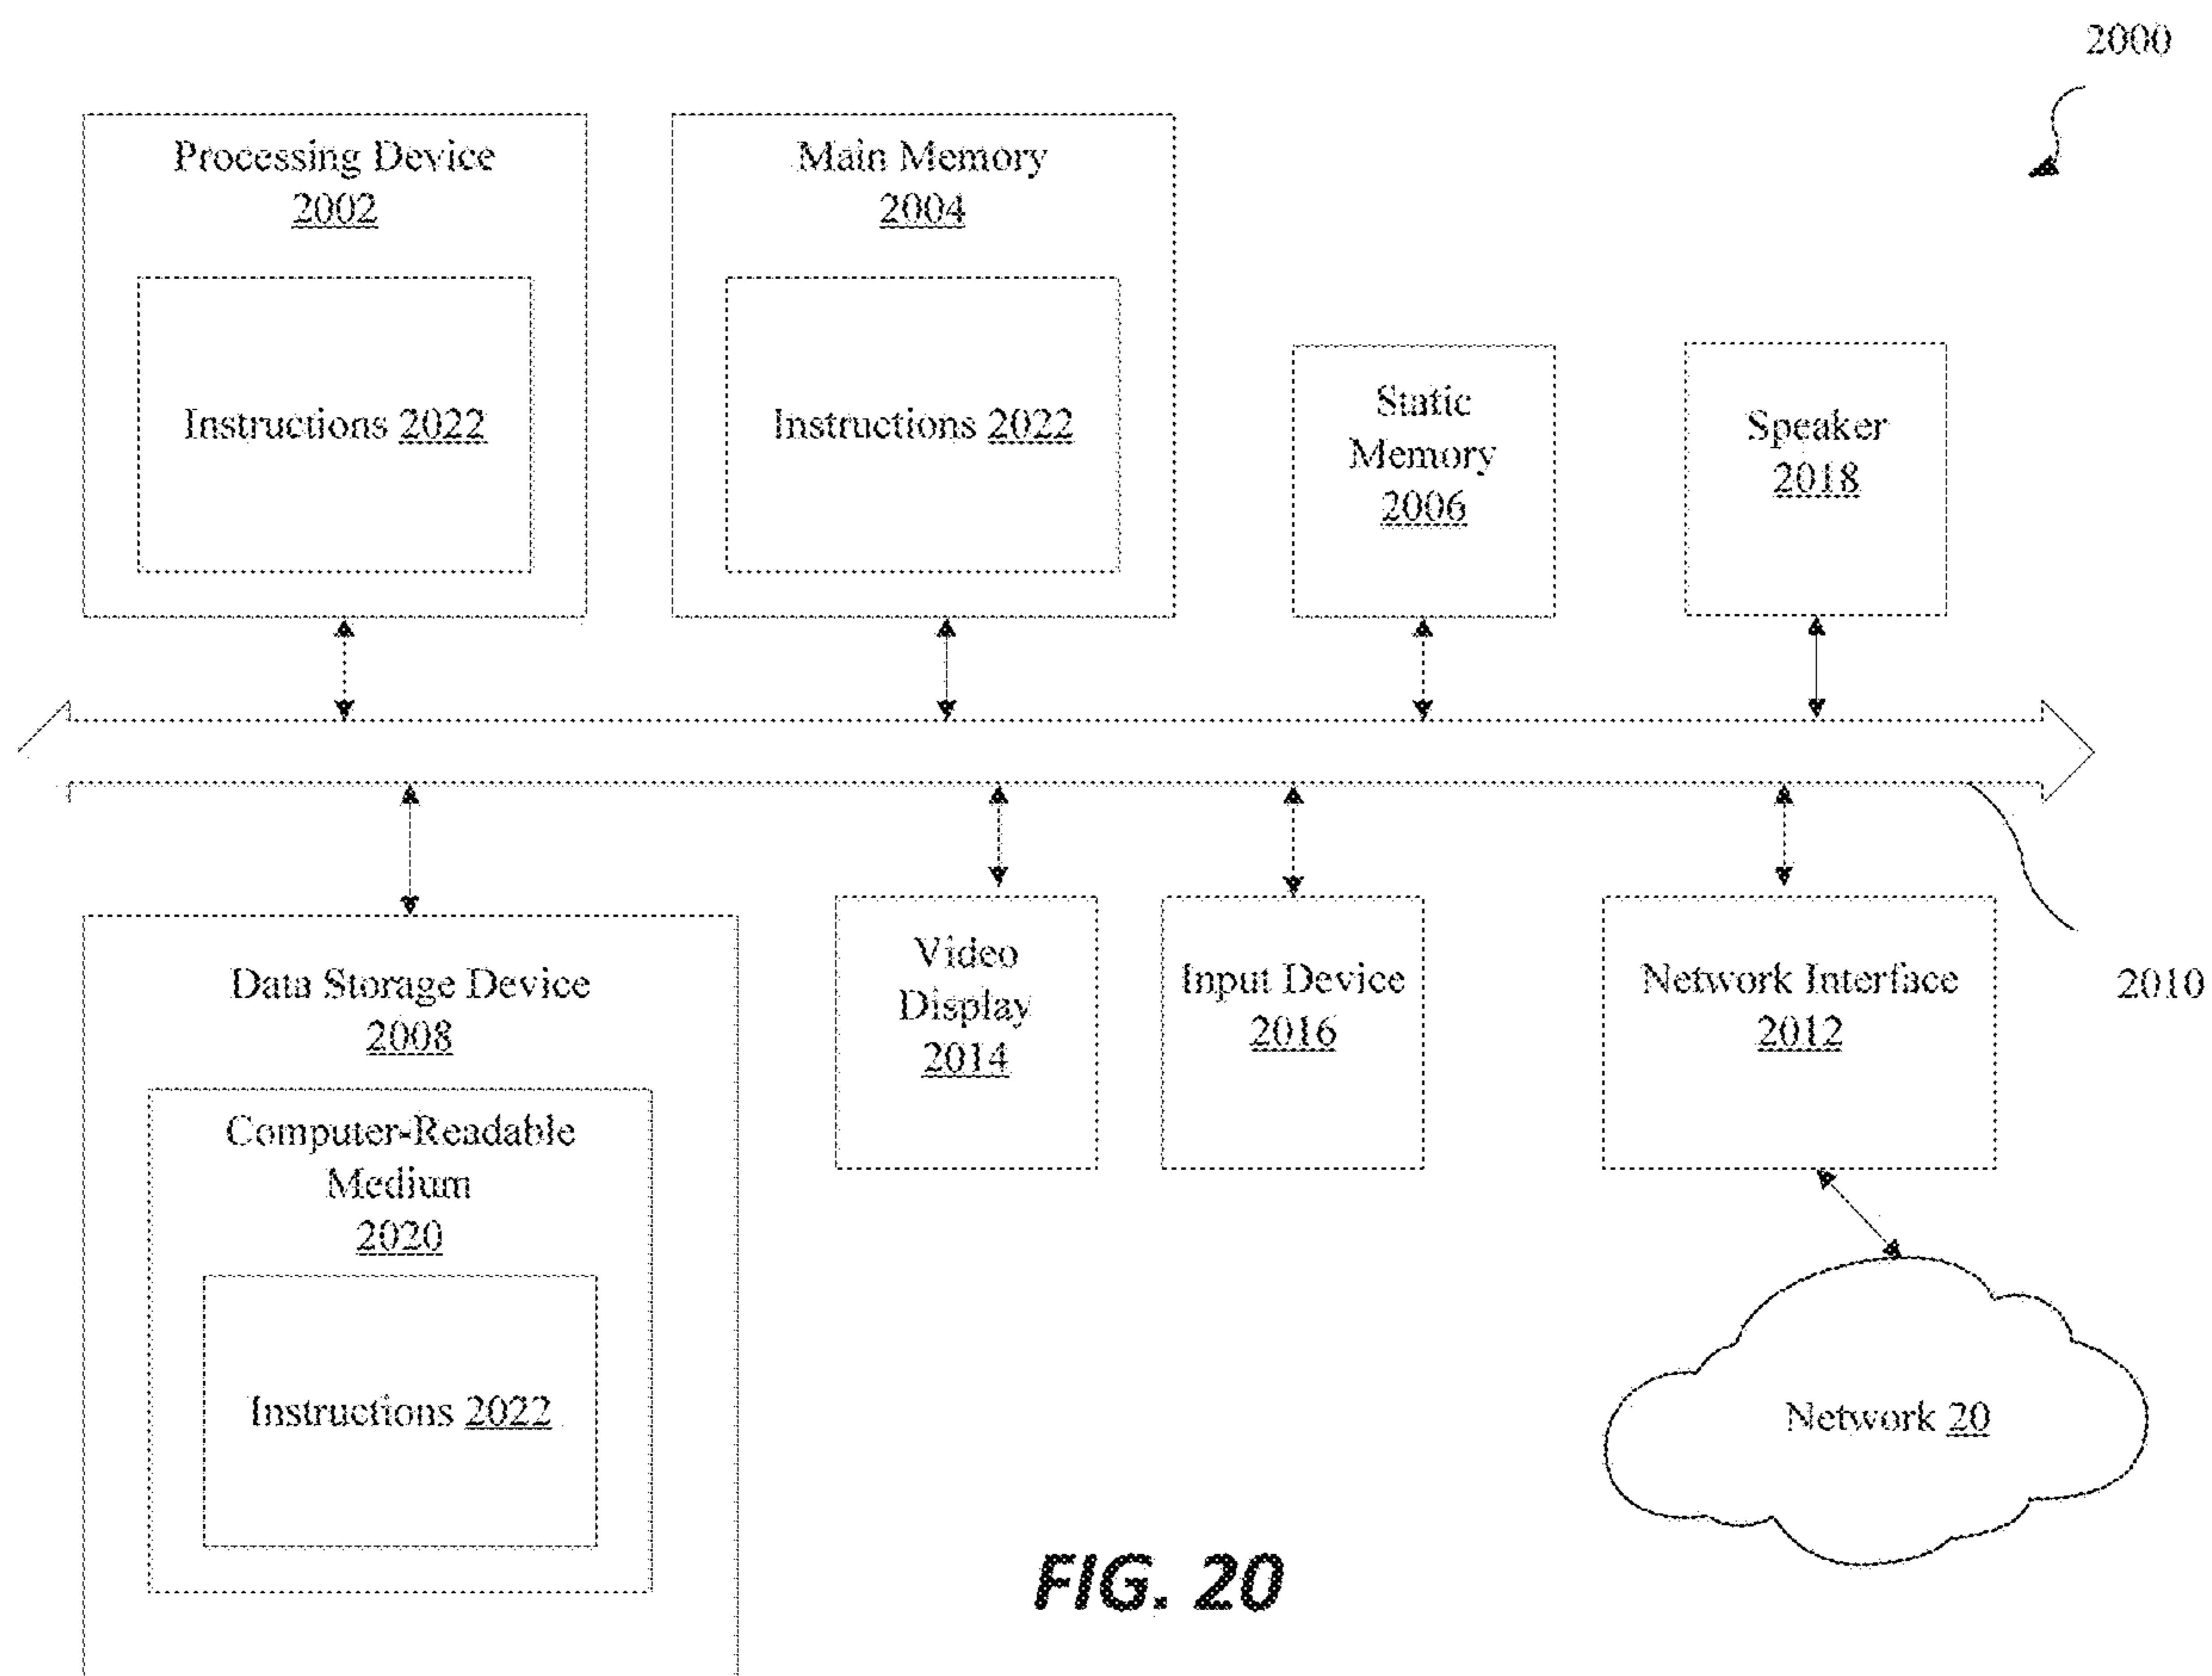 2000
Processing Device
2002
Instructions 2022
Main Memory
2004
Instructions 2022
Static
Memory
2006
Speaker
2018
Data Storage Device
2008
Computer-Readable
Medium
2020
Instructions 2022
Video
Display
2014
Input Device
2016
Network Interface
2012
2010
Network 20
FIG. 20